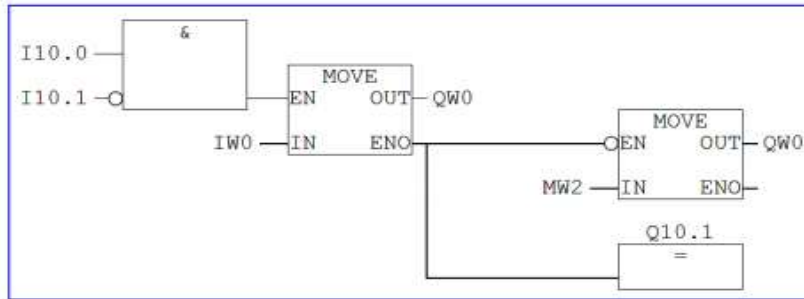 &
I10.0
MOVE
I10.1 EN OUT QW0
IW0 IN ENO
MOVE
EN OUT QW0
MW2 IN ENO
Q10.1
=